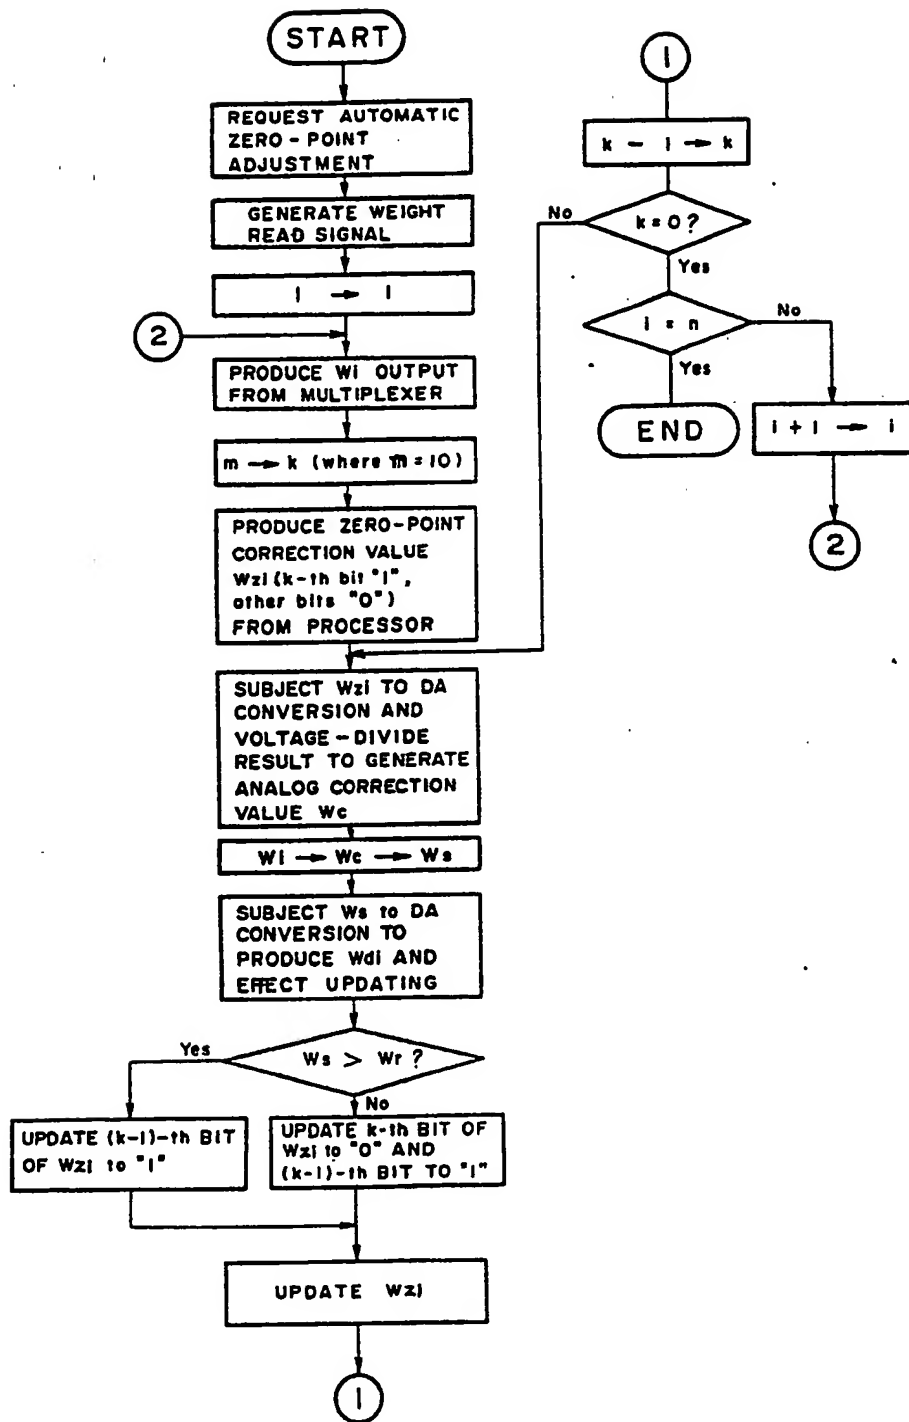 START
REQUEST AUTOMATIC
ZERO-POINT
ADJUSTMENT
GENERATE WEIGHT
READ SIGNAL
1 → i
2
PRODUCE Wi OUTPUT
FROM MULTIPLEXER
m → k (where m = 10)
PRODUCE ZERO-POINT
CORRECTION VALUE
Wzi (k-th bit "1",
other bits "0")
FROM PROCESSOR
SUBJECT Wzi TO DA
CONVERSION AND
VOLTAGE-DIVIDE
RESULT TO GENERATE
ANALOG CORRECTION
VALUE Wc
Wi → Wc → Ws
SUBJECT Ws to DA
CONVERSION TO
PRODUCE Wdi AND
EFFECT UPDATING
Ws > Wr ?
Yes
No
UPDATE (k-1)-th BIT
OF Wzi to "1"
UPDATE k-th BIT OF
Wzi to "0" AND
(k-1)-th BIT TO "1"
UPDATE Wzi
1
1
k - 1 → k
k = 0 ?
No
Yes
i = n
No
Yes
END
i + 1 → i
2